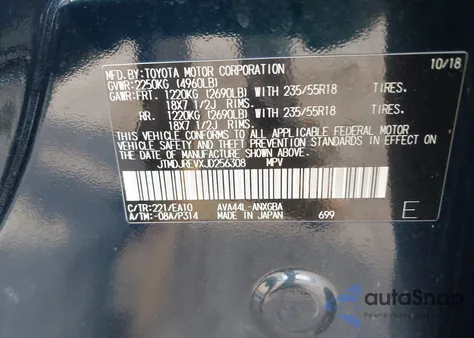 MFD.BY:TOYOTA MOTOR CORPORATION 10/18
GVWR:2250KG (4960LB)
GAWR:FRT. 1220KG (2690LB) WITH 235/55R18 TIRES.
18X7 1/2J RIMS.
RR. 1220KG (2690LB) WITH 235/55R18 TIRES.
18X7 1/2J RIMS.
THIS VEHICLE CONFORMS TO ALL APPLICABLE FEDERAL MOTOR
VEHICLE SAFETY AND THEFT PREVENTION STANDARDS IN EFFECT ON
THE DATE OF MANUFACTURE SHOWN ABOVE.
JTMDJREVXJD256308 MPV
C/TR:221/EA10 AVA44L-ANXGBA
A/TM:-08A/P314 MADE IN JAPAN 699 E
autoSnap